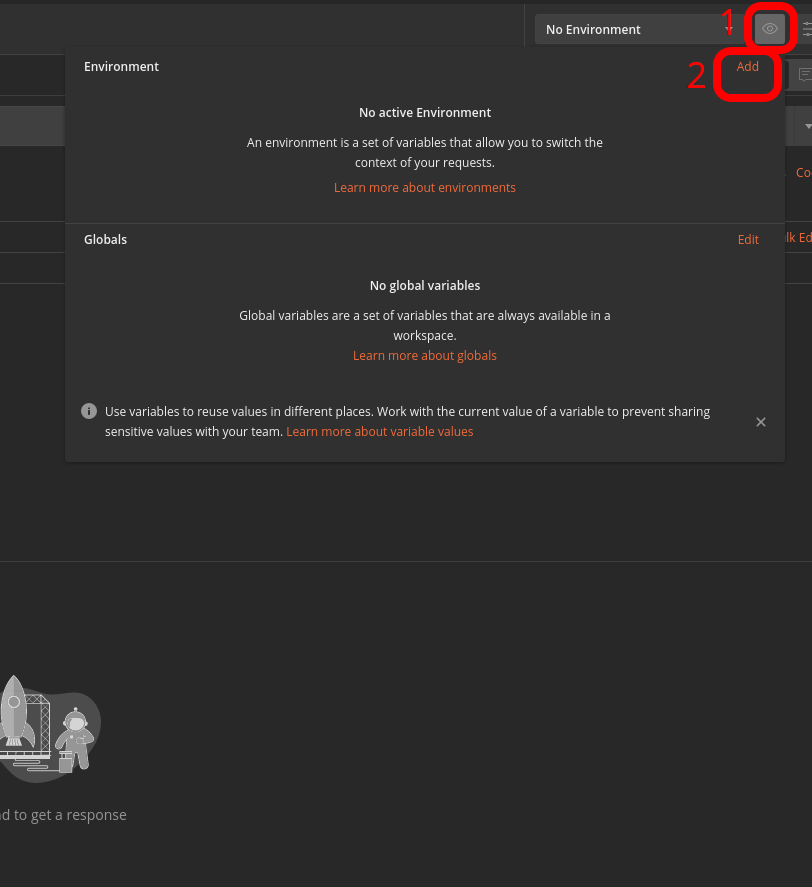 No Environment
1
Environment
Add
2
No active Environment
An environment is a set of variables that allow you to switch the
context of your requests.
Learn more about environments
Co
Globals
Edit
lk Ed
No global variables
Global variables are a set of variables that are always available in a
workspace.
Learn more about globals
Use variables to reuse values in different places. Work with the current value of a variable to prevent sharing
sensitive values with your team. Learn more about variable values
d to get a response